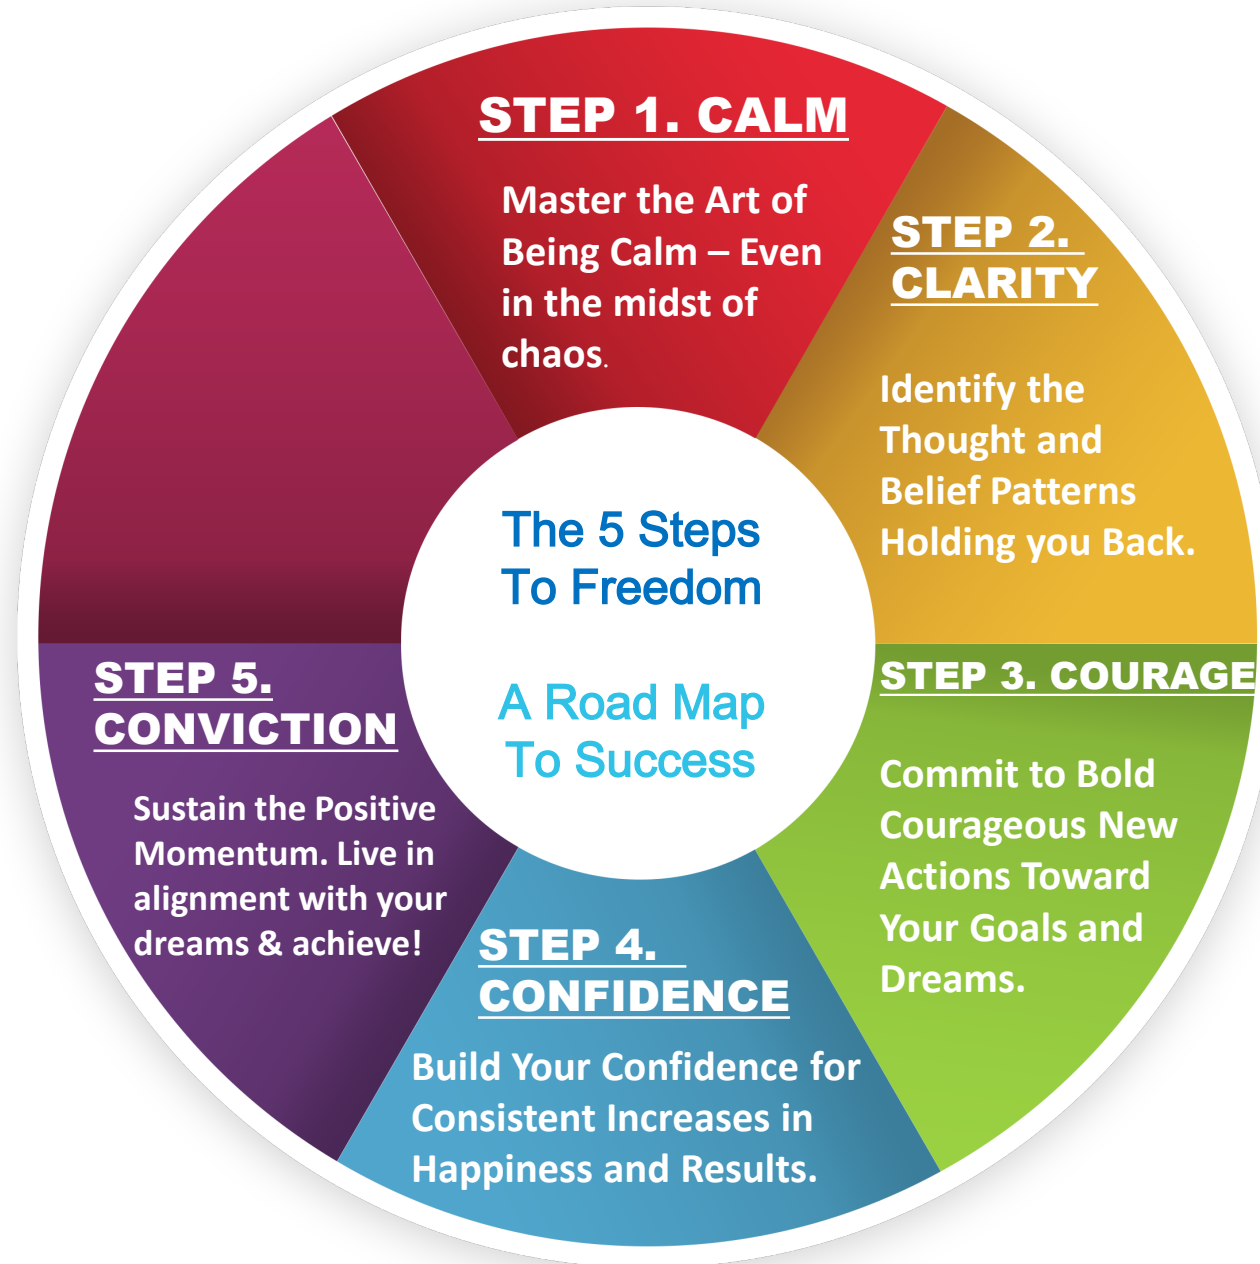 STEP 1. CALM
Master the Art of
Being Calm – Even
in the midst of
chaos.
STEP 2.
CLARITY
Identify the
Thought and
Belief Patterns
Holding you Back.
STEP 3. COURAGE
Commit to Bold
Courageous New
Actions Toward
Your Goals and
Dreams.
STEP 4.
CONFIDENCE
Build Your Confidence for
Consistent Increases in
Happiness and Results.
STEP 5.
CONVICTION
Sustain the Positive
Momentum. Live in
alignment with your
dreams & achieve!
The 5 Steps
To Freedom
A Road Map
To Success